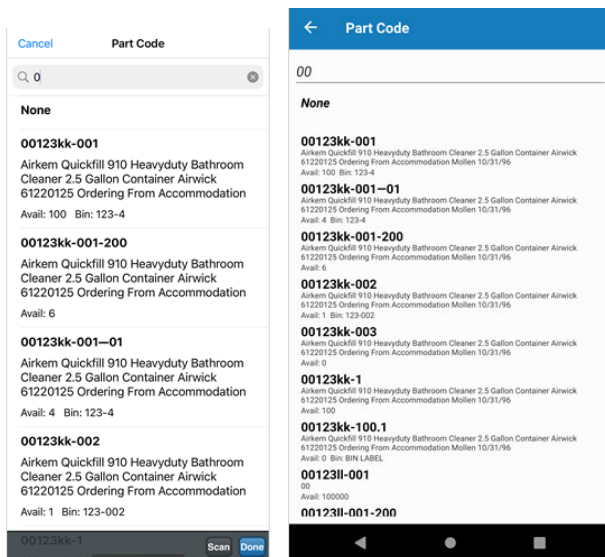 Cancel Part Code
0
None
00123kk-001
Airkem Quickfill 910 Heavyduty Bathroom
Cleaner 2.5 Gallon Container Airwick
61220125 Ordering From Accommodation
Avail: 100 Bin: 123-4
00123kk-001-200
Airkem Quickfill 910 Heavyduty Bathroom
Cleaner 2.5 Gallon Container Airwick
61220125 Ordering From Accommodation
Avail: 6
00123kk-001—01
Airkem Quickfill 910 Heavyduty Bathroom
Cleaner 2.5 Gallon Container Airwick
61220125 Ordering From Accommodation
Avail: 4 Bin: 123-4
00123kk-002
Airkem Quickfill 910 Heavyduty Bathroom
Cleaner 2.5 Gallon Container Airwick
61220125 Ordering From Accommodation
Avail: 1 Bin: 123-002
00123kk-1
Scan Done
Part Code
00
None
00123kk-001
Airkem Quickfill 910 Heavyduty Bathroom Cleaner 2.5 Gallon Container Airwick
61220125 Ordering From Accommodation Mollen 10/31/96
Avail: 100 Bin: 123-4
00123kk-001—01
Airkem Quickfill 910 Heavyduty Bathroom Cleaner 2.5 Gallon Container Airwick
61220125 Ordering From Accommodation Mollen 10/31/96
Avail: 4 Bin: 123-4
00123kk-001-200
Airkem Quickfill 910 Heavyduty Bathroom Cleaner 2.5 Gallon Container Airwick
61220125 Ordering From Accommodation Mollen 10/31/96
Avail: 6
00123kk-002
Airkem Quickfill 910 Heavyduty Bathroom Cleaner 2.5 Gallon Container Airwick
61220125 Ordering From Accommodation Mollen 10/31/96
Avail: 1 Bin: 123-002
00123kk-003
Airkem Quickfill 910 Heavyduty Bathroom Cleaner 2.5 Gallon Container Airwick
61220125 Ordering From Accommodation Mollen 10/31/96
Avail: 0
00123kk-1
Airkem Quickfill 910 Heavyduty Bathroom Cleaner 2.5 Gallon Container Airwick
61220125 Ordering From Accommodation Mollen 10/31/96
Avail: 100
00123kk-100.1
Airkem Quickfill 910 Heavyduty Bathroom Cleaner 2.5 Gallon Container Airwick
61220125 Ordering From Accommodation Mollen 10/31/96
Avail: 0 Bin: BIN LABEL
00123ll-001
00
Avail: 100000
00123ll-001-200